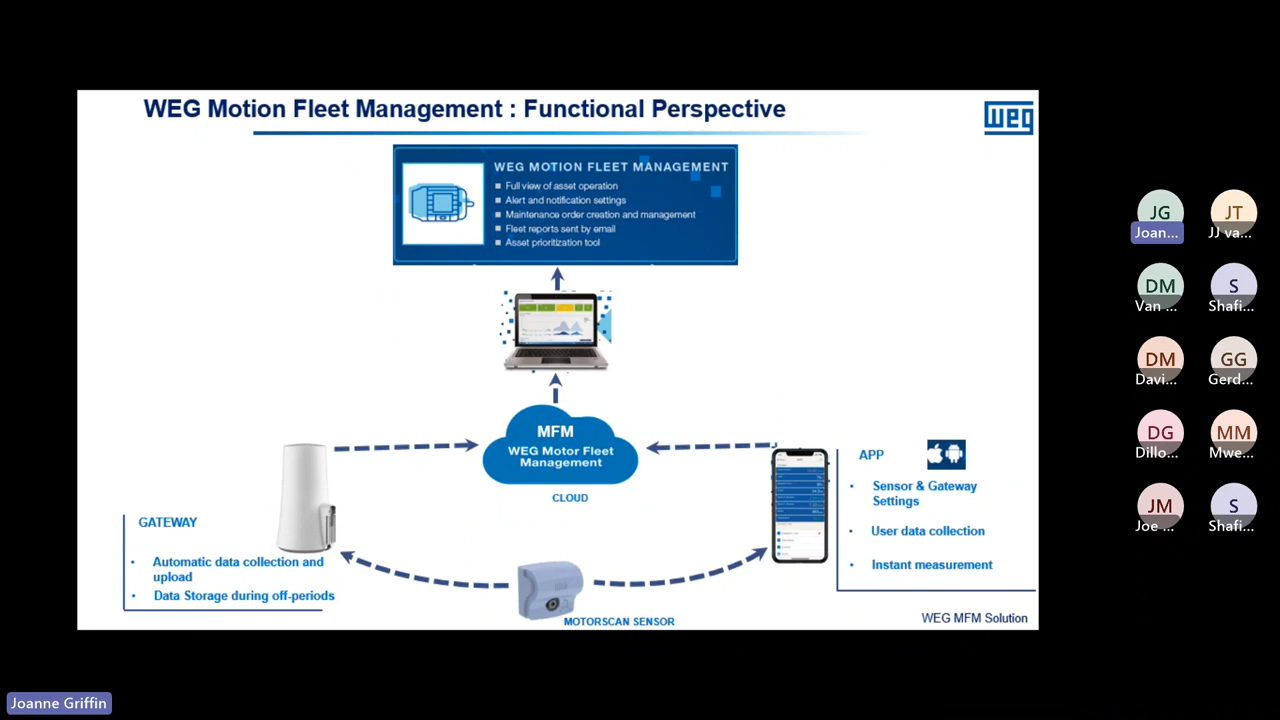 WEG Motion Fleet Management : Functional Perspective
weg
WEG MOTION FLEET MANAGEMENT
Full view of asset operation
Alert and notification settings
Maintenance order creation and management
Fleet reports sent by email
Asset prioritization tool
MFM
WEG Motor Fleet
Management
CLOUD
GATEWAY
• Automatic data collection and
upload
• Data Storage during off-periods
MOTORSCAN SENSOR
APP
• Sensor & Gateway
Settings
• User data collection
• Instant measurement
WEG MFM Solution
JG
Joan...
JT
JJ va...
DM
Van ...
S
Shafi...
DM
Davi...
GG
Gerd...
DG
Dillo...
MM
Mwe...
JM
Joe ...
S
Shafi...
Joanne Griffin